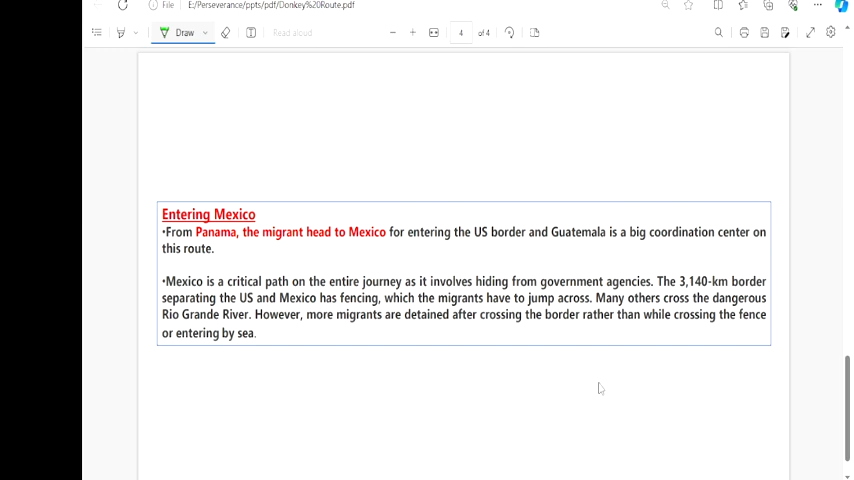 File
E:/Perseverance/ppts/pdf/Donkey%20Route.pdf
Draw
Read aloud
4
of 4
Entering Mexico
•From Panama, the migrant head to Mexico for entering the US border and Guatemala is a big coordination center on
this route.
•Mexico is a critical path on the entire journey as it involves hiding from government agencies. The 3,140-km border
separating the US and Mexico has fencing, which the migrants have to jump across. Many others cross the dangerous
Rio Grande River. However, more migrants are detained after crossing the border rather than while crossing the fence
or entering by sea.